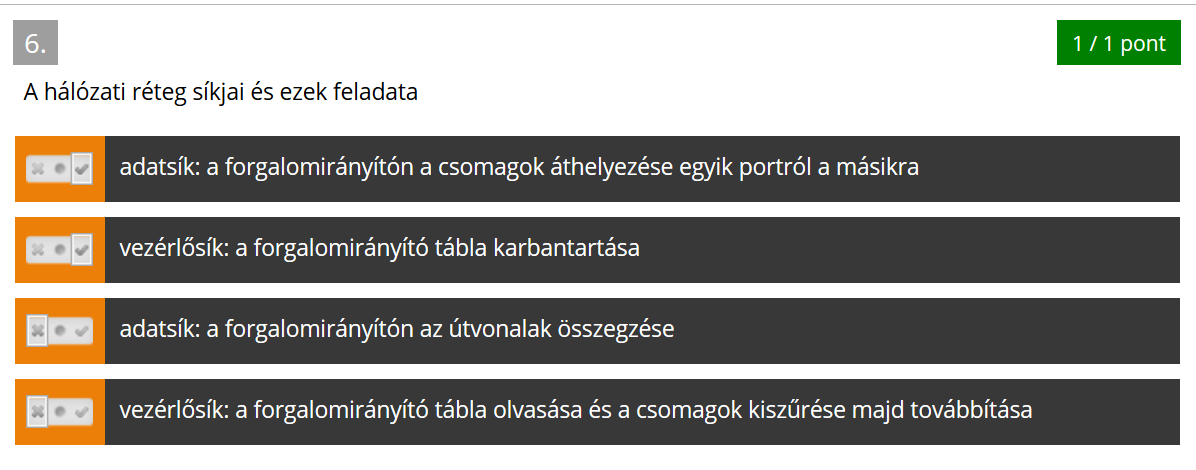 6.
1 / 1 pont
A hálózati réteg síkjai és ezek feladata
adatsík: a forgalomirányítón a csomagok áthelyezése egyik portról a másikra
vezérlősík: a forgalomirányító tábla karbantartása
adatsík: a forgalomirányítón az útvonalak összegzése
vezérlősík: a forgalomirányító tábla olvasása és a csomagok kiszűrése majd továbbítása